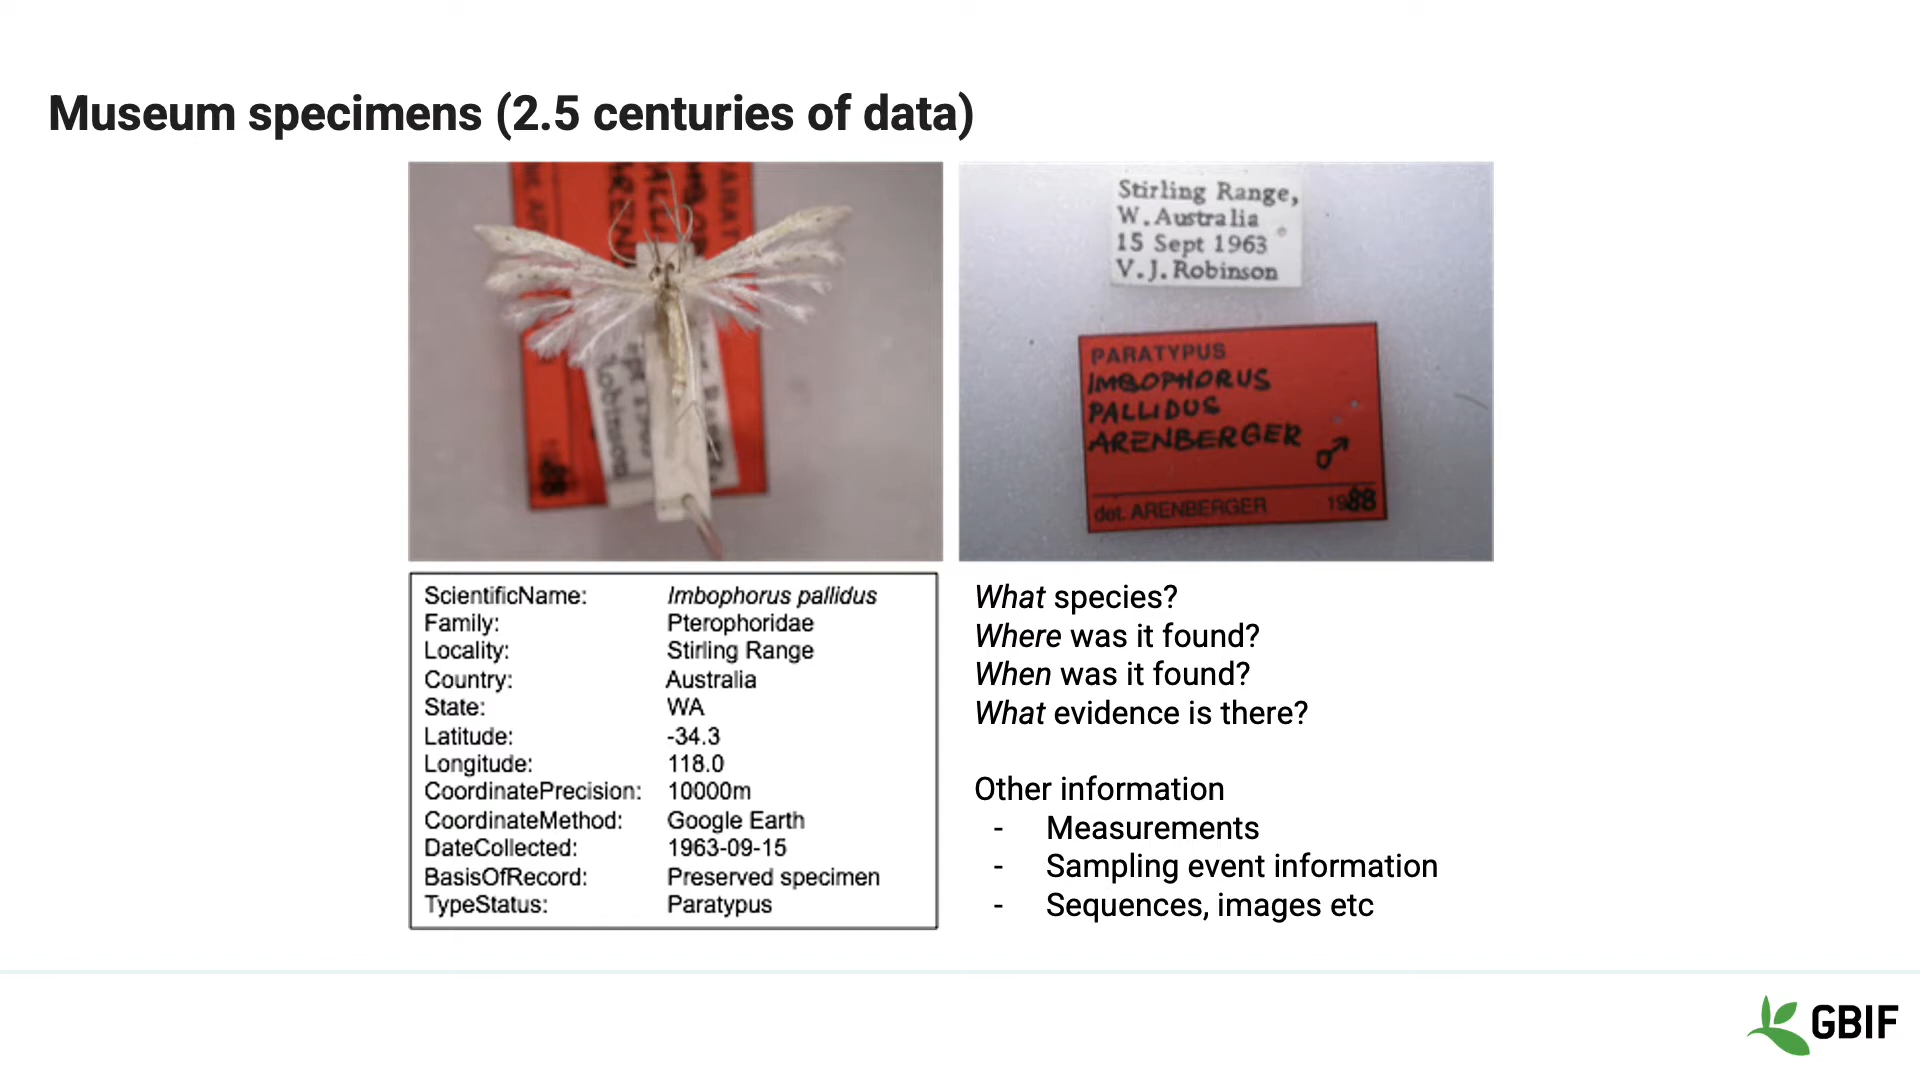 Museum specimens (2.5 centuries of data)
Stirling Range,
W. Australia
15 Sept 1963
V. J. Robinson
PARATYPUS
IMBOPHORUS
PALLIDUS
ARENBERGER ♂
det. ARENBERGER 1988
ScientificName: Imbophorus pallidus
Family: Pterophoridae
Locality: Stirling Range
Country: Australia
State: WA
Latitude: -34.3
Longitude: 118.0
CoordinatePrecision: 10000m
CoordinateMethod: Google Earth
DateCollected: 1963-09-15
BasisOfRecord: Preserved specimen
TypeStatus: Paratypus
What species?
Where was it found?
When was it found?
What evidence is there?
Other information
- Measurements
- Sampling event information
- Sequences, images etc
GBIF